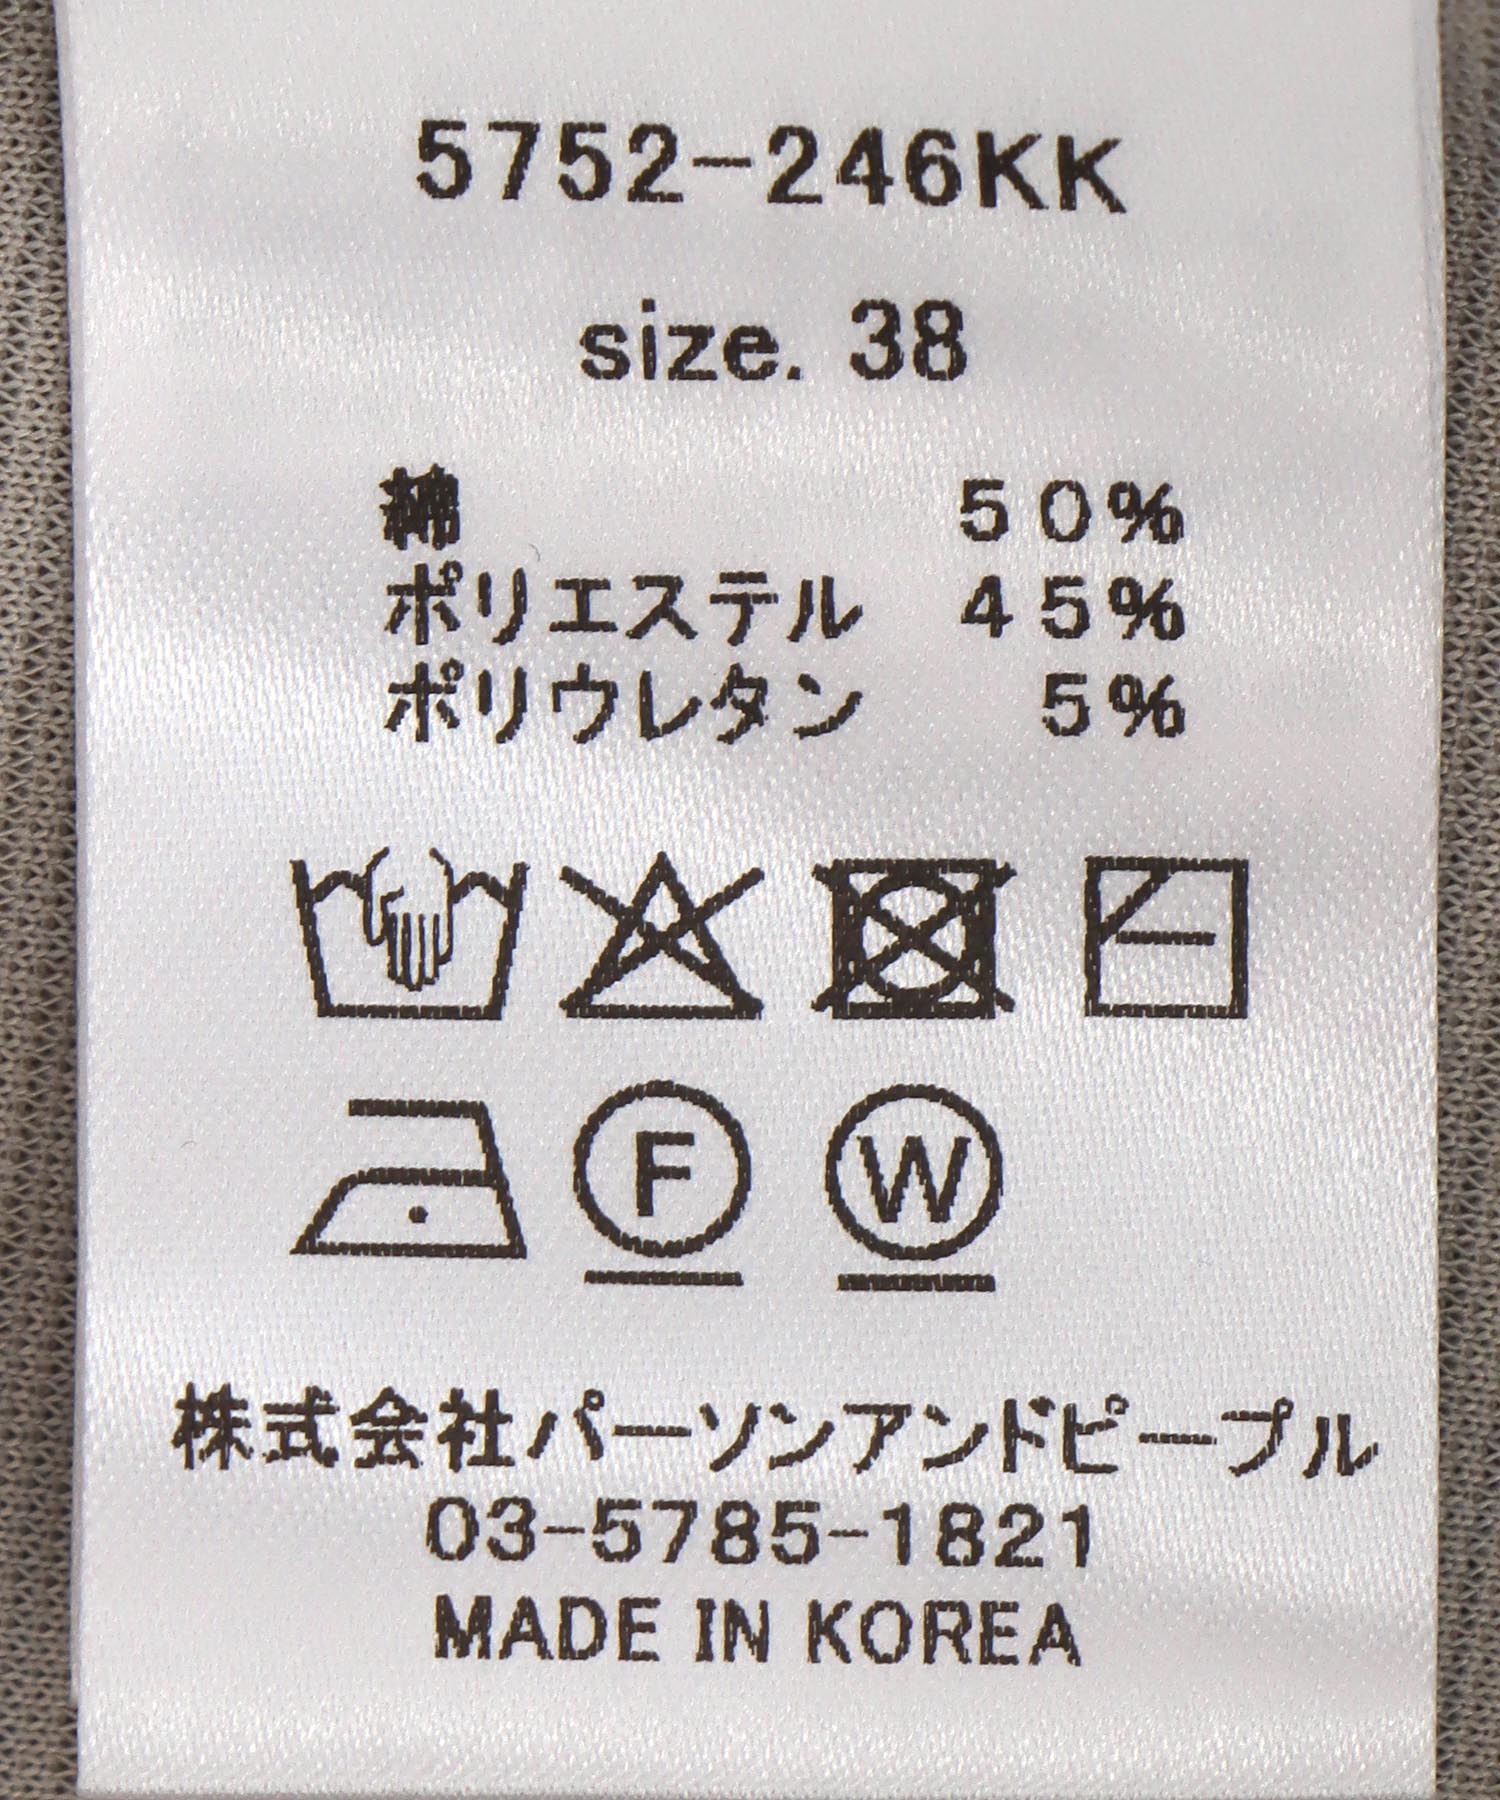 5752-246KK
size. 38
綿 50%
ポリエステル 45%
ポリウレタン 5%
F W
株式会社パーソンアンドピープル
03-5785-1821
MADE IN KOREA